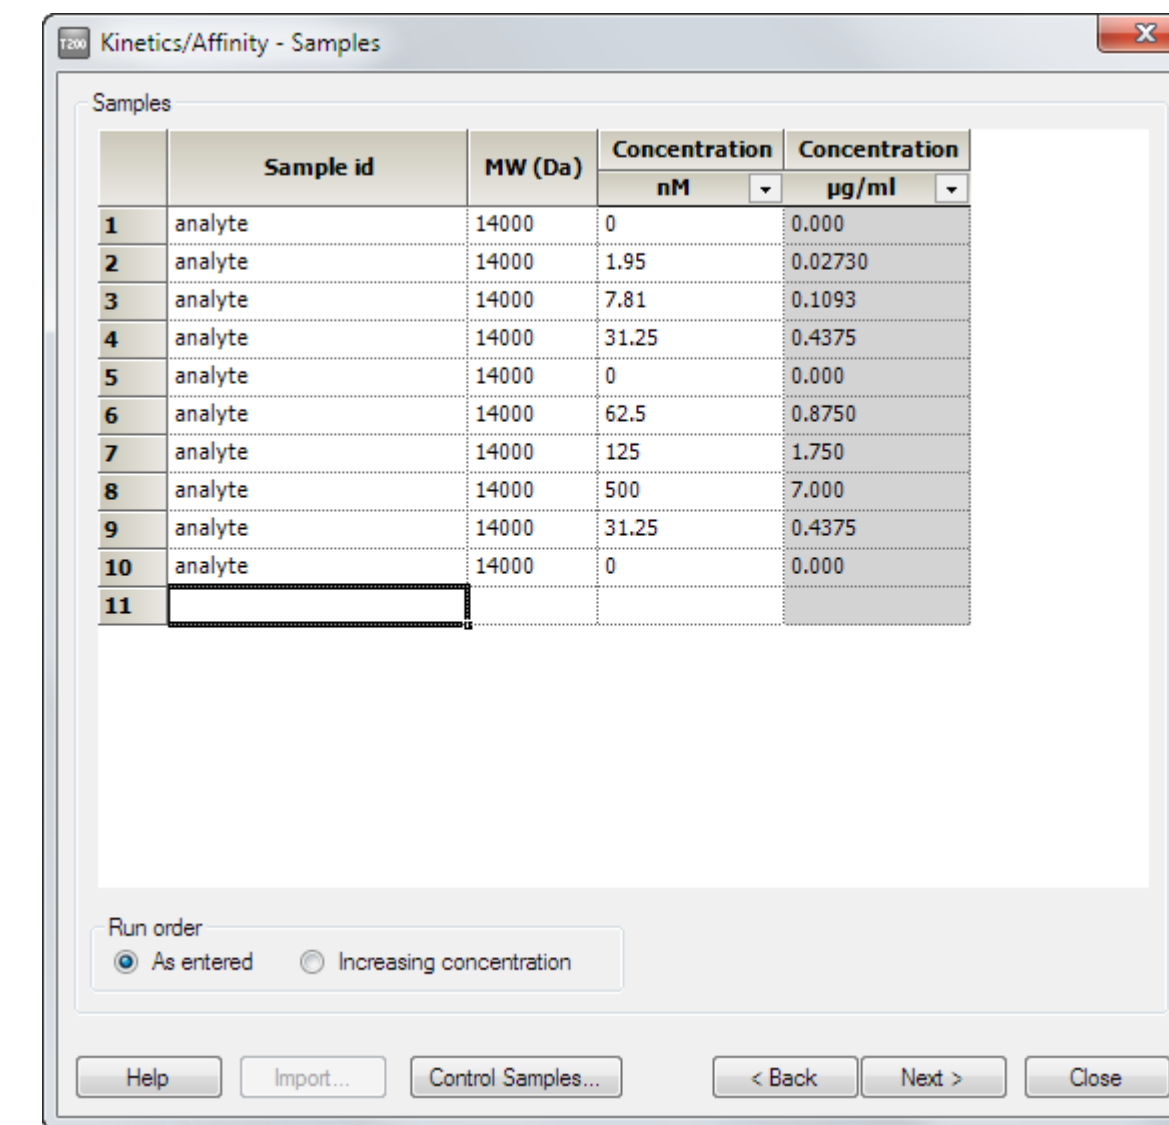 T200 Kinetics/Affinity - Samples
Samples
Sample id MW (Da) Concentration Concentration
nM µg/ml
1 analyte 14000 0 0.000
2 analyte 14000 1.95 0.02730
3 analyte 14000 7.81 0.1093
4 analyte 14000 31.25 0.4375
5 analyte 14000 0 0.000
6 analyte 14000 62.5 0.8750
7 analyte 14000 125 1.750
8 analyte 14000 500 7.000
9 analyte 14000 31.25 0.4375
10 analyte 14000 0 0.000
11
Run order
As entered Increasing concentration
Help Import... Control Samples... < Back Next > Close